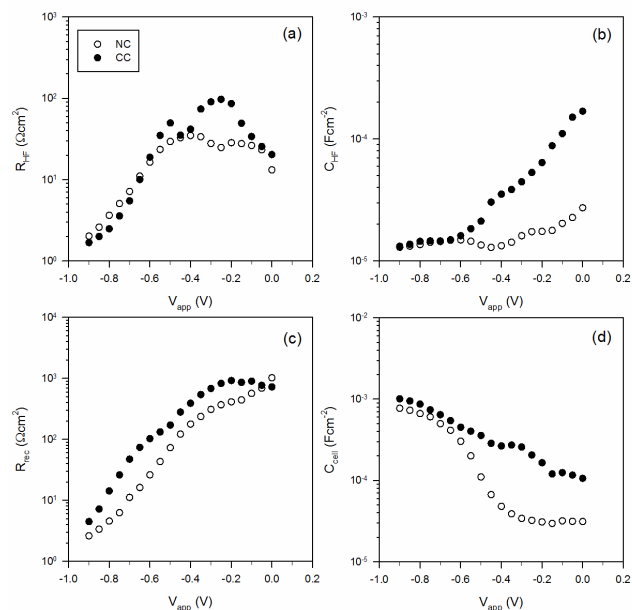 (a)
NC
CC
10³
10²
10¹
10⁰
R_HF (Ωcm²)
-1.0 -0.8 -0.6 -0.4 -0.2 0.0 0.2
V_app (V)
(b)
10⁻³
10⁻⁴
10⁻⁵
C_HF (Fcm⁻²)
-1.0 -0.8 -0.6 -0.4 -0.2 0.0 0.2
V_app (V)
(c)
10⁴
10³
10²
10¹
10⁰
R_rec (Ωcm²)
-1.0 -0.8 -0.6 -0.4 -0.2 0.0 0.2
V_app (V)
(d)
10⁻²
10⁻³
10⁻⁴
10⁻⁵
C_cell (Fcm⁻²)
-1.0 -0.8 -0.6 -0.4 -0.2 0.0 0.2
V_app (V)